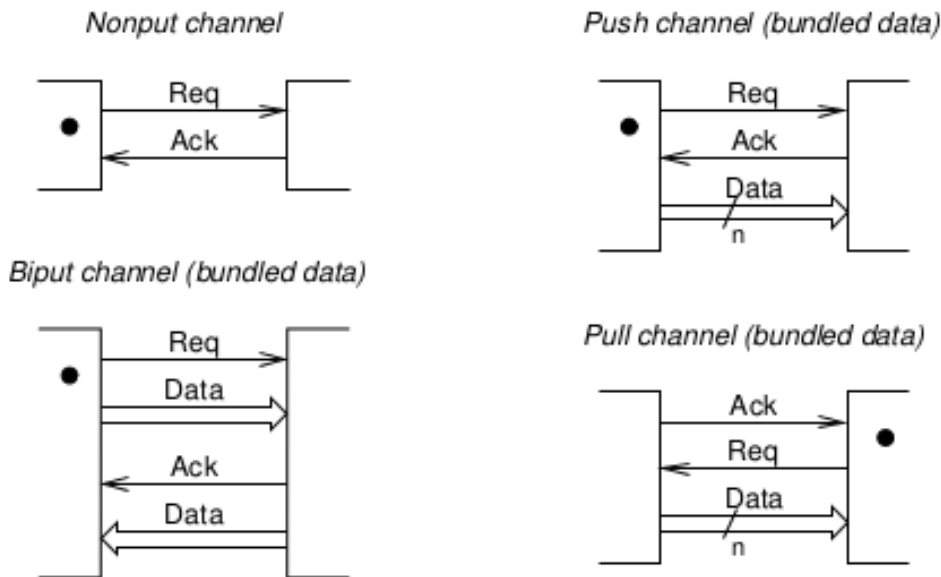 Nonput channel
Req
Ack
Biput channel (bundled data)
Req
Data
Ack
Data
Push channel (bundled data)
Req
Ack
Data
n
Pull channel (bundled data)
Ack
Req
Data
n